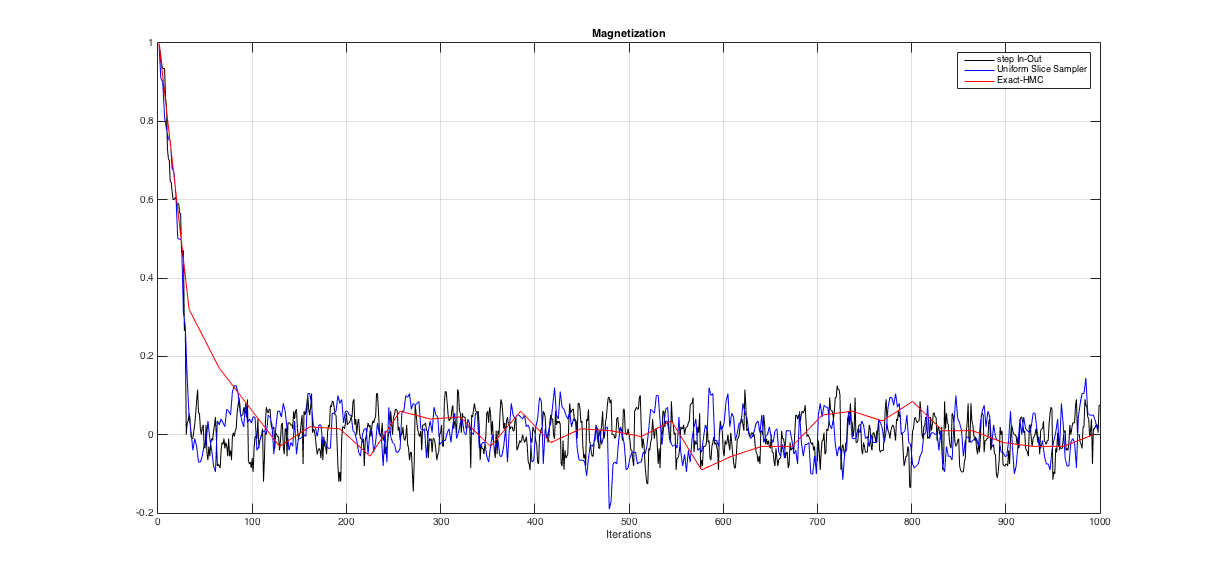 Magnetization
step In-Out
Uniform Slice Sampler
Exact-HMC
1
0.8
0.6
0.4
0.2
0
-0.2
0 100 200 300 400 500 600 700 800 900 1000
Iterations